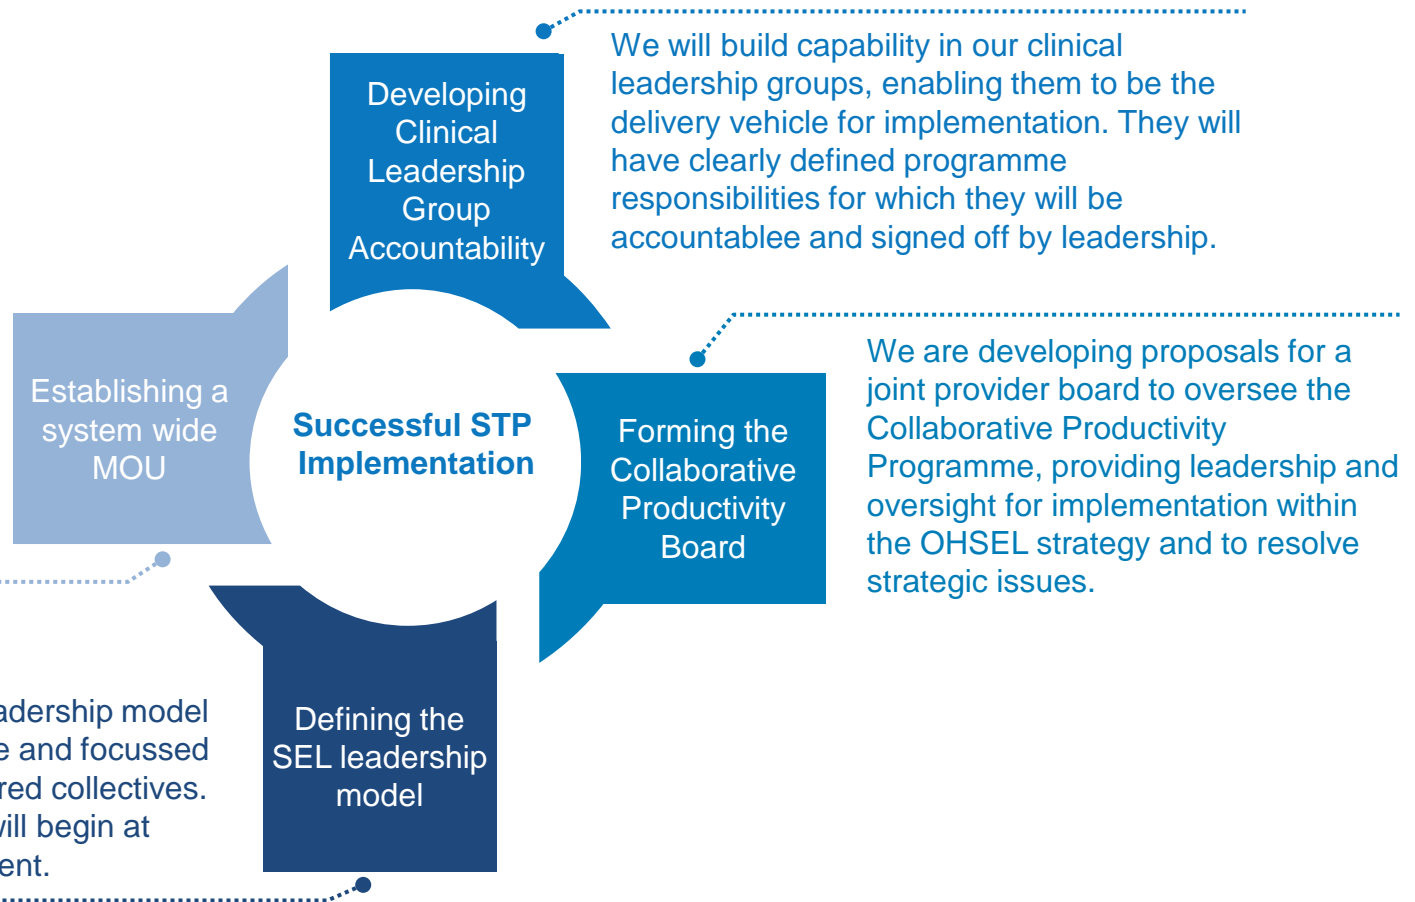 Developing
Clinical
Leadership
Group
Accountability
We will build capability in our clinical
leadership groups, enabling them to be the
delivery vehicle for implementation. They will
have clearly defined programme
responsibilities for which they will be
accountablee and signed off by leadership.
Establishing a
system wide
MOU
Successful STP
Implementation
Forming the
Collaborative
Productivity
Board
We are developing proposals for a
joint provider board to oversee the
Collaborative Productivity
Programme, providing leadership and
oversight for implementation within
the OHSEL strategy and to resolve
strategic issues.
model
and focussed
collectives.
begin at
Defining the
SEL leadership
model